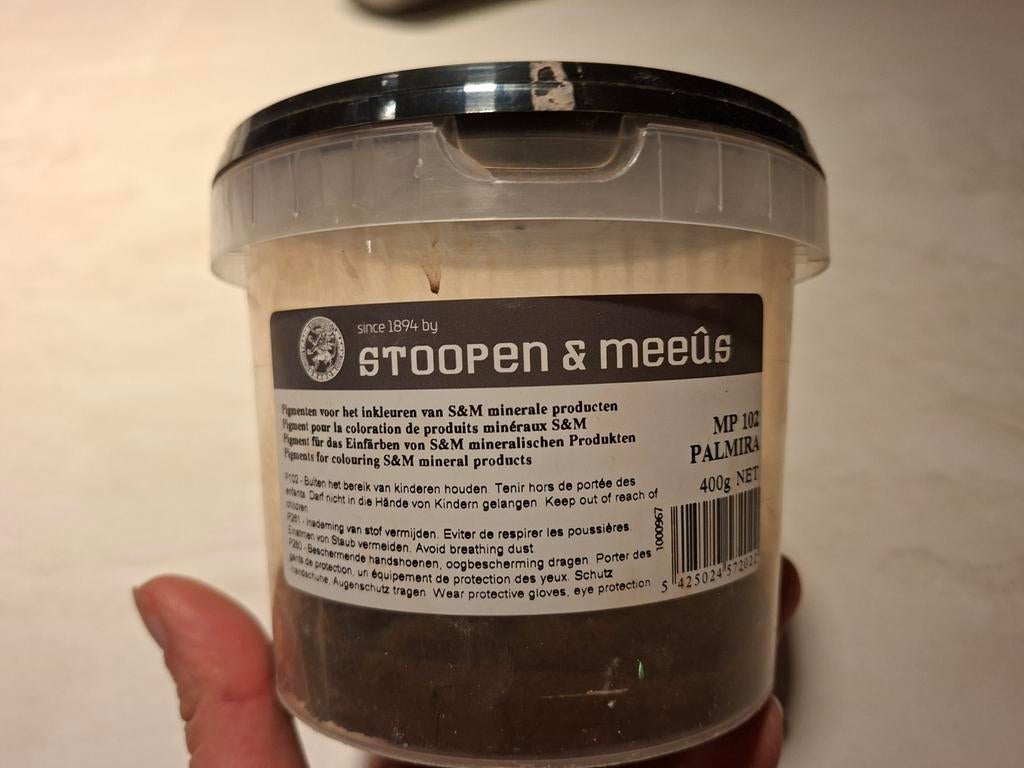 since 1894 by
STOOPEN & MEEÛS
Pigmenten voor het inkleuren van S&M minerale producten
Pigment pour la coloration de produits minéraux S&M
Pigment für das Einfärben von S&M mineralischen Produkten
Pigments for colouring S&M mineral products
MP 102
PALMIRA
400g NET
P102 - Buiten het bereik van kinderen houden. Tenir hors de portée des
enfants. Darf nicht in die Hände von Kindern gelangen. Keep out of reach of
children
P261 - Inademing van stof vermijden. Eviter de respirer les poussières.
Einatmen von Staub vermeiden. Avoid breathing dust
P280 - Beschermende handshoenen, oogbescherming dragen. Porter des
gants de protection, un équipement de protection des yeux. Schutz
-handschuhe, Augenschutz tragen. Wear protective gloves, eye protection
1000967
5 425024 572022